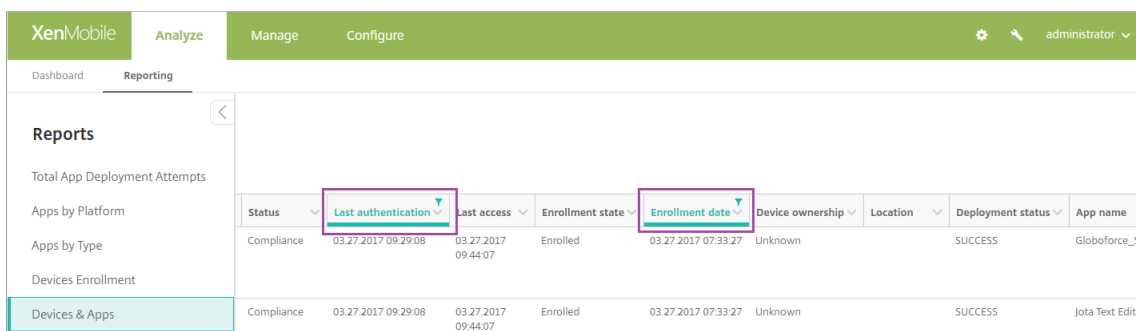 XenMobile Analyze Manage Configure administrator
Dashboard Reporting
Reports
Total App Deployment Attempts
Apps by Platform
Apps by Type
Devices Enrollment
Devices & Apps
Status Last authentication Last access Enrollment state Enrollment date Device ownership Location Deployment status App name
Compliance 03.27.2017 09:29:08 03.27.2017 Enrolled 03.27.2017 07:33:27 Unknown SUCCESS Globoforce_
09:44:07
Compliance 03.27.2017 09:29:08 03.27.2017 Enrolled 03.27.2017 07:33:27 Unknown SUCCESS Jota Text Edit
09:44:07